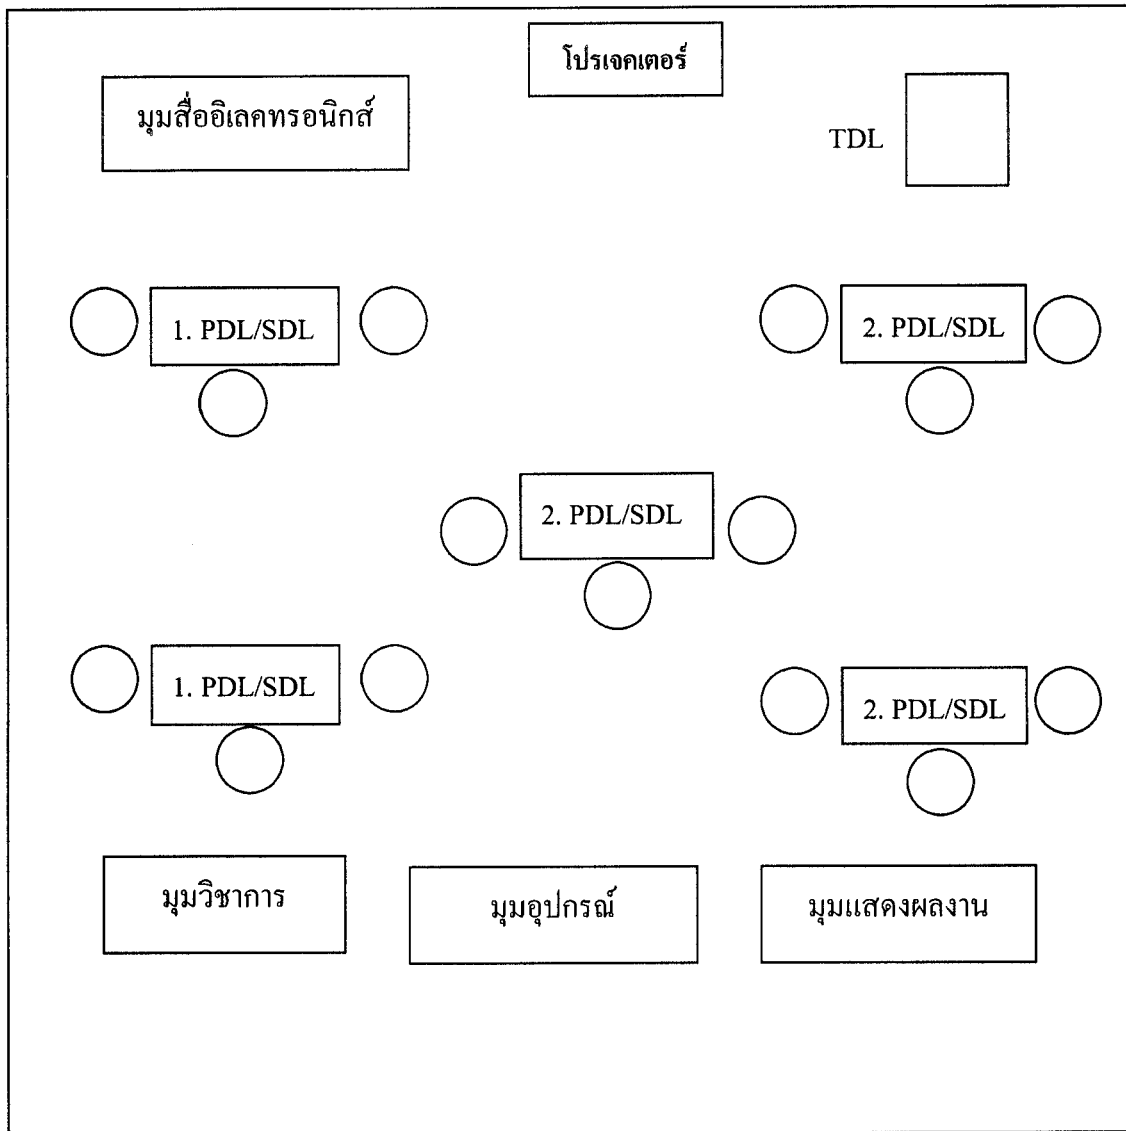 โปรเจคเตอร์
มุมสื่ออิเลคทรอนิกส์
TDL
1. PDL/SDL
2. PDL/SDL
2. PDL/SDL
1. PDL/SDL
2. PDL/SDL
มุมวิชาการ
มุมอุปกรณ์
มุมแสดงผลงาน